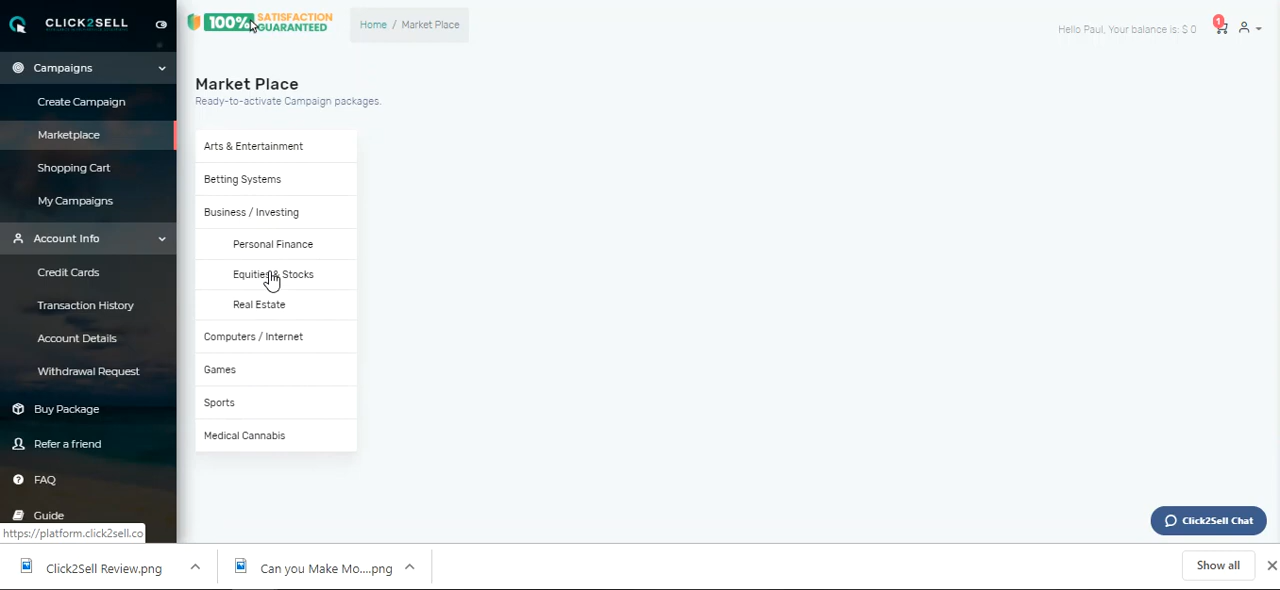 CLICK2SELL
100% SATISFACTION GUARANTEED
Home / Market Place
Hello Paul, Your balance is: $ 0
1
Campaigns
Create Campaign
Marketplace
Shopping Cart
My Campaigns
Account Info
Credit Cards
Transaction History
Account Details
Withdrawal Request
Buy Package
Refer a friend
FAQ
Guide
https://platform.click2sell.co
Market Place
Ready-to-activate Campaign packages.
Arts & Entertainment
Betting Systems
Business / Investing
Personal Finance
Equities & Stocks
Real Estate
Computers / Internet
Games
Sports
Medical Cannabis
Click2Sell Chat
Click2Sell Review.png
Can you Make Mo....png
Show all